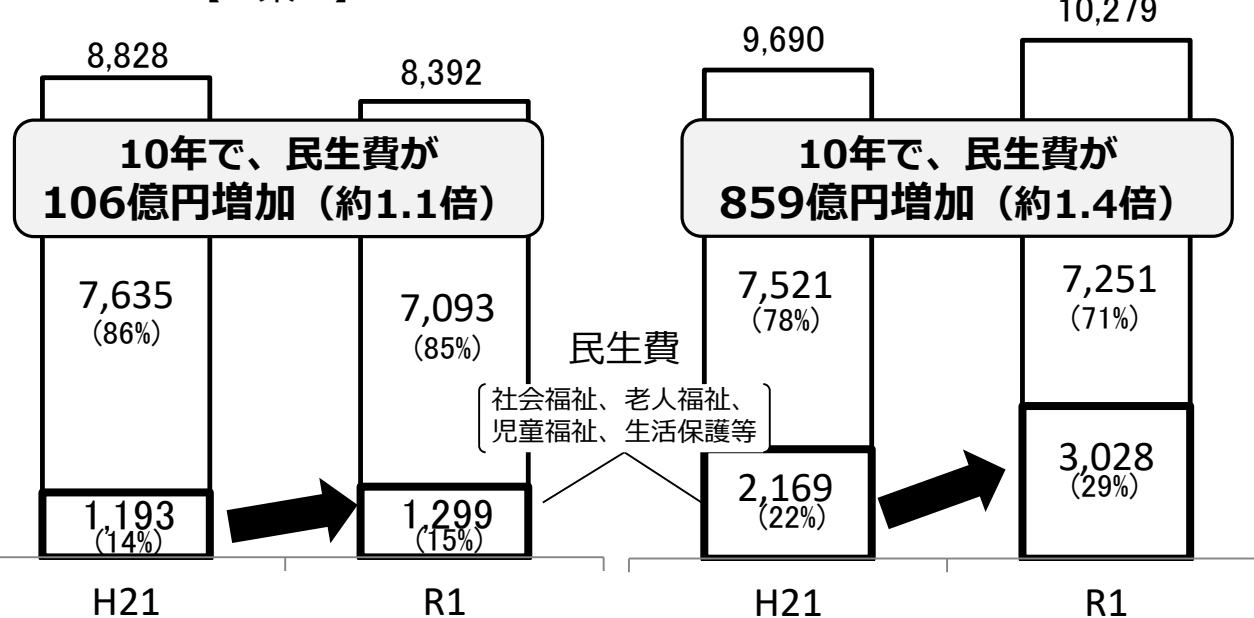 8,828
8,392
10年で、民生費が
106億円増加（約1.1倍）
7,635
(86%)
7,093
(85%)
1,193
(14%)
1,299
(15%)
H21
R1
民生費
社会福祉、老人福祉、
児童福祉、生活保護等
9,690
10,279
10年で、民生費が
859億円増加（約1.4倍）
7,521
(78%)
7,251
(71%)
2,169
(22%)
3,028
(29%)
H21
R1